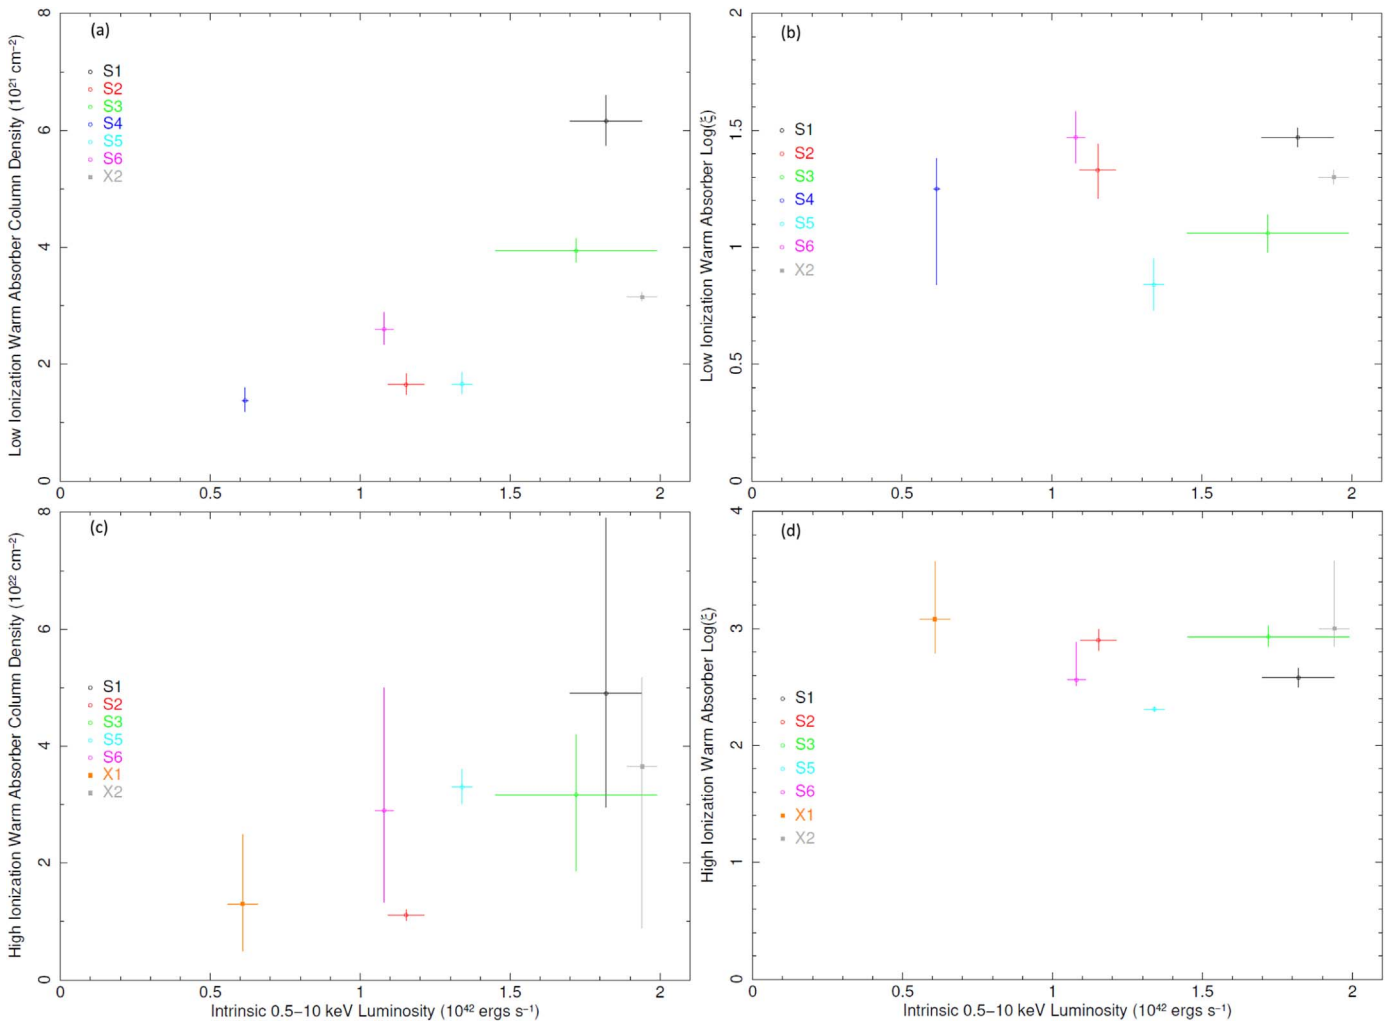 (a)
Low Ionization Warm Absorber Column Density (10²¹ cm⁻²)
8
6
4
2
0
S1
S2
S3
S4
S5
S6
X2
0 0.5 1 1.5 2
(b)
Low Ionization Warm Absorber Log(ξ)
2
1.5
1
0.5
0
S1
S2
S3
S4
S5
S6
X2
0 0.5 1 1.5 2
(c)
High Ionization Warm Absorber Column Density (10²² cm⁻²)
8
6
4
2
0
S1
S2
S3
S5
S6
X1
X2
0 0.5 1 1.5 2
Intrinsic 0.5–10 keV Luminosity (10⁴² ergs s⁻¹)
(d)
High Ionization Warm Absorber Log(ξ)
4
3
2
1
0
S1
S2
S3
S5
S6
X1
X2
0 0.5 1 1.5 2
Intrinsic 0.5–10 keV Luminosity (10⁴² ergs s⁻¹)